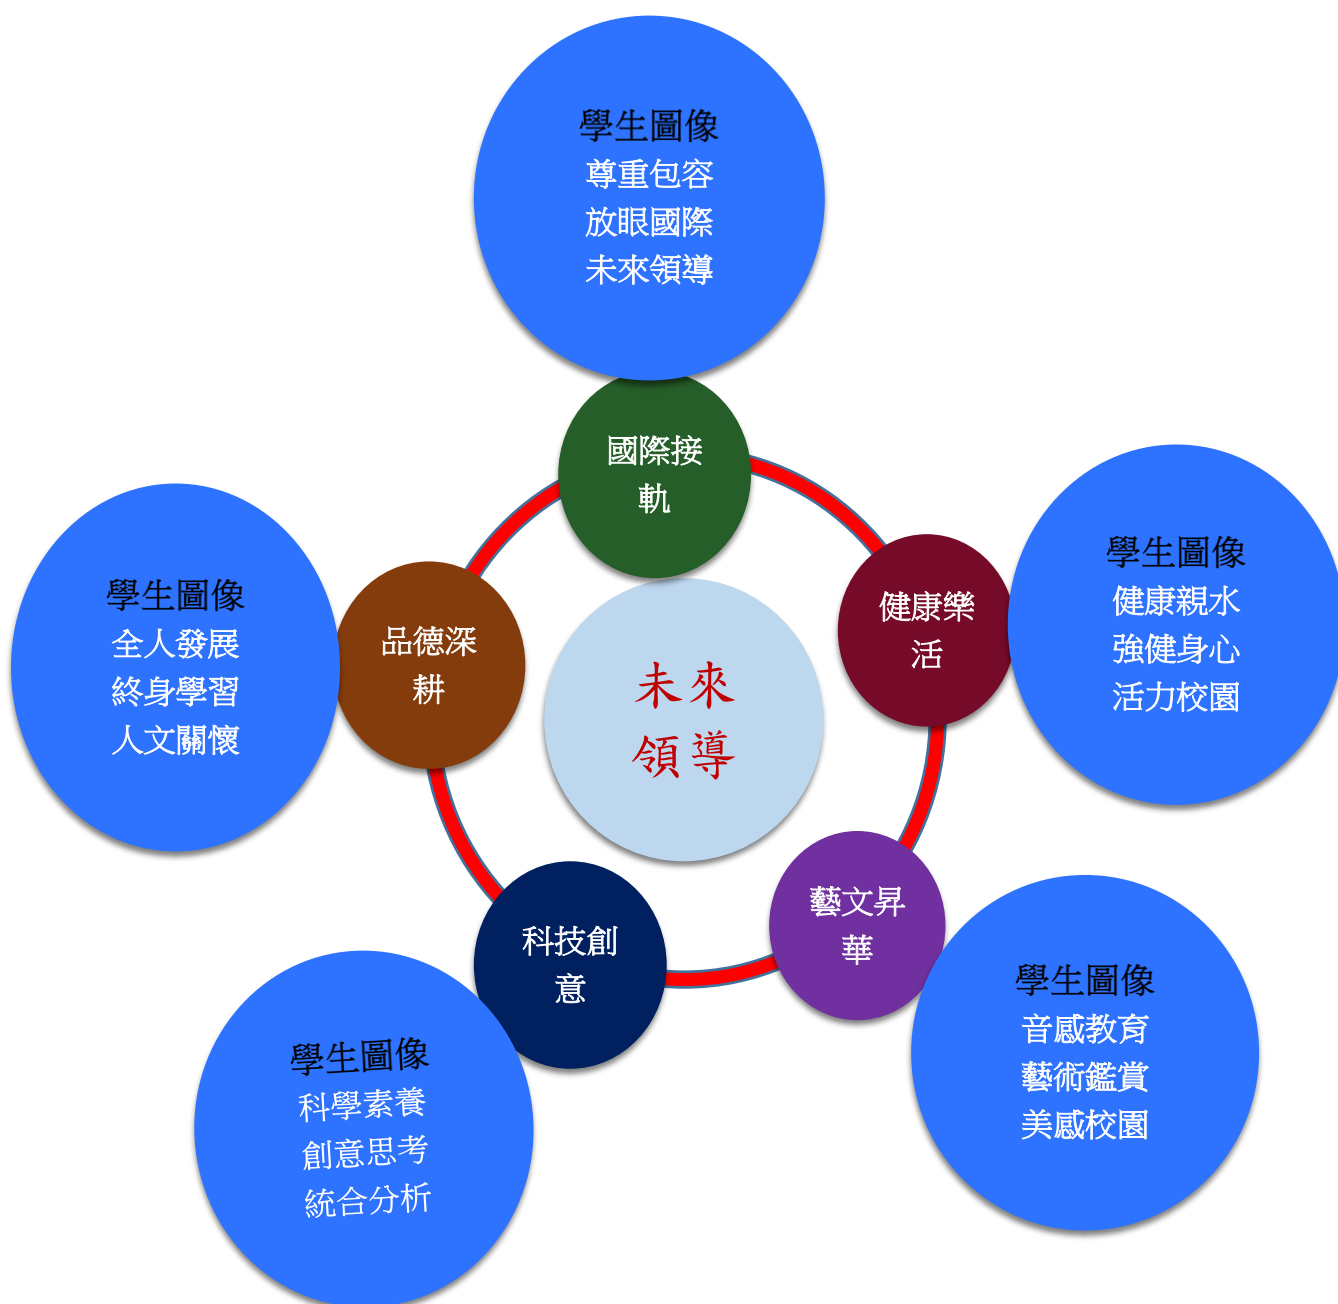 學生圖像
尊重包容
放眼國際
未來領導
國際接
軌
健康樂
活
學生圖像
健康親水
強健身心
活力校園
學生圖像
全人發展
終身學習
人文關懷
品德深
耕
未來
領導
藝文昇
華
學生圖像
音感教育
藝術鑑賞
美感校園
科技創
意
學生圖像
科學素養
創意思考
統合分析